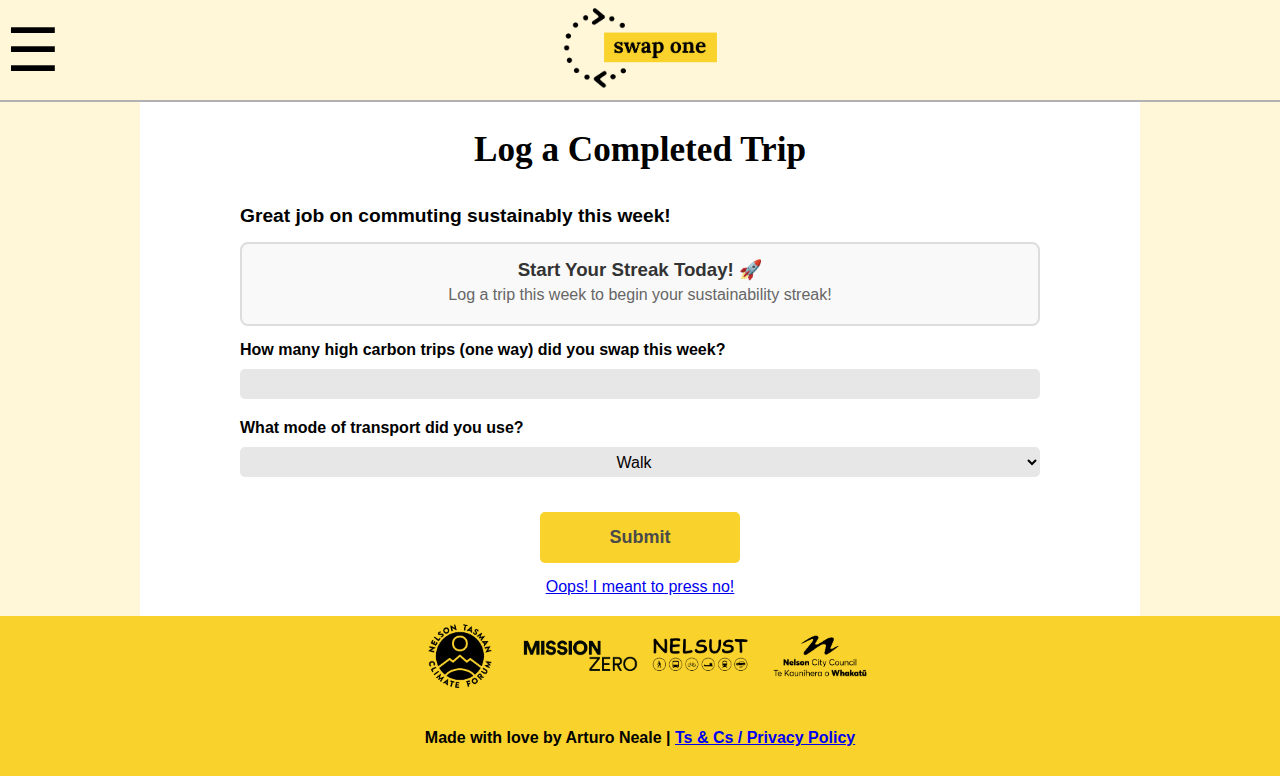 swap one
Log a Completed Trip
Great job on commuting sustainably this week!
Start Your Streak Today! 🚀
Log a trip this week to begin your sustainability streak!
How many high carbon trips (one way) did you swap this week?
What mode of transport did you use?
Walk
Submit
Oops! I meant to press no!
NELSON TASMAN
CLIMATE FORUM
MISSION
ZERO
NELSUST
Nelson City Council
Te Kaunihera o Whakatū
Made with love by Arturo Neale | Ts & Cs / Privacy Policy